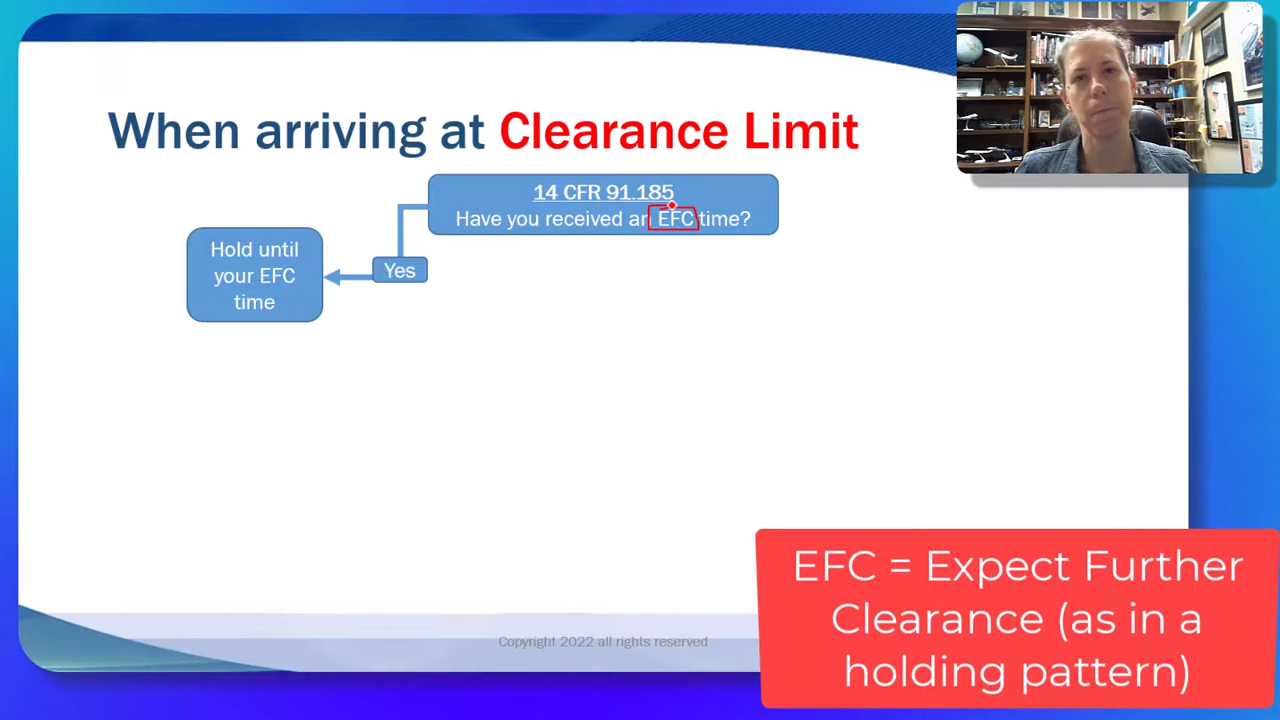 When arriving at Clearance Limit
14 CFR 91.185
Have you received an EFC time?
Yes
Hold until
your EFC
time
EFC = Expect Further
Clearance (as in a
holding pattern)
Copyright 2022 all rights reserved